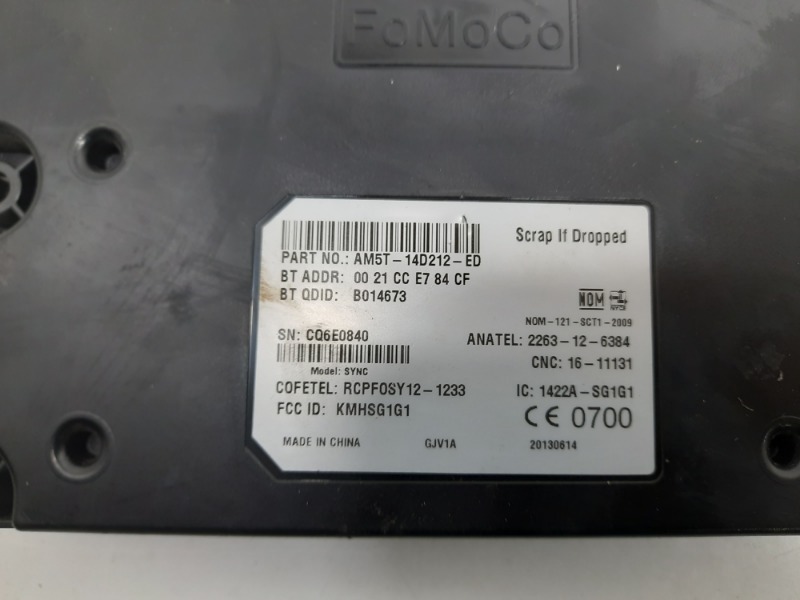 FoMoCo
Scrap If Dropped
PART NO.: AM5T-14D212-ED
BT ADDR: 00 21 CC E7 84 CF
BT QDID: B014673
NOM
NOM-121-SCT1-2009
SN: CQ6E0840
ANATEL: 2263-12-6384
CNC: 16-11131
Model: SYNC
COFETEL: RCPFOSY12-1233
IC: 1422A-SG1G1
FCC ID: KMHSG1G1
CE 0700
MADE IN CHINA
GJV1A
20130614